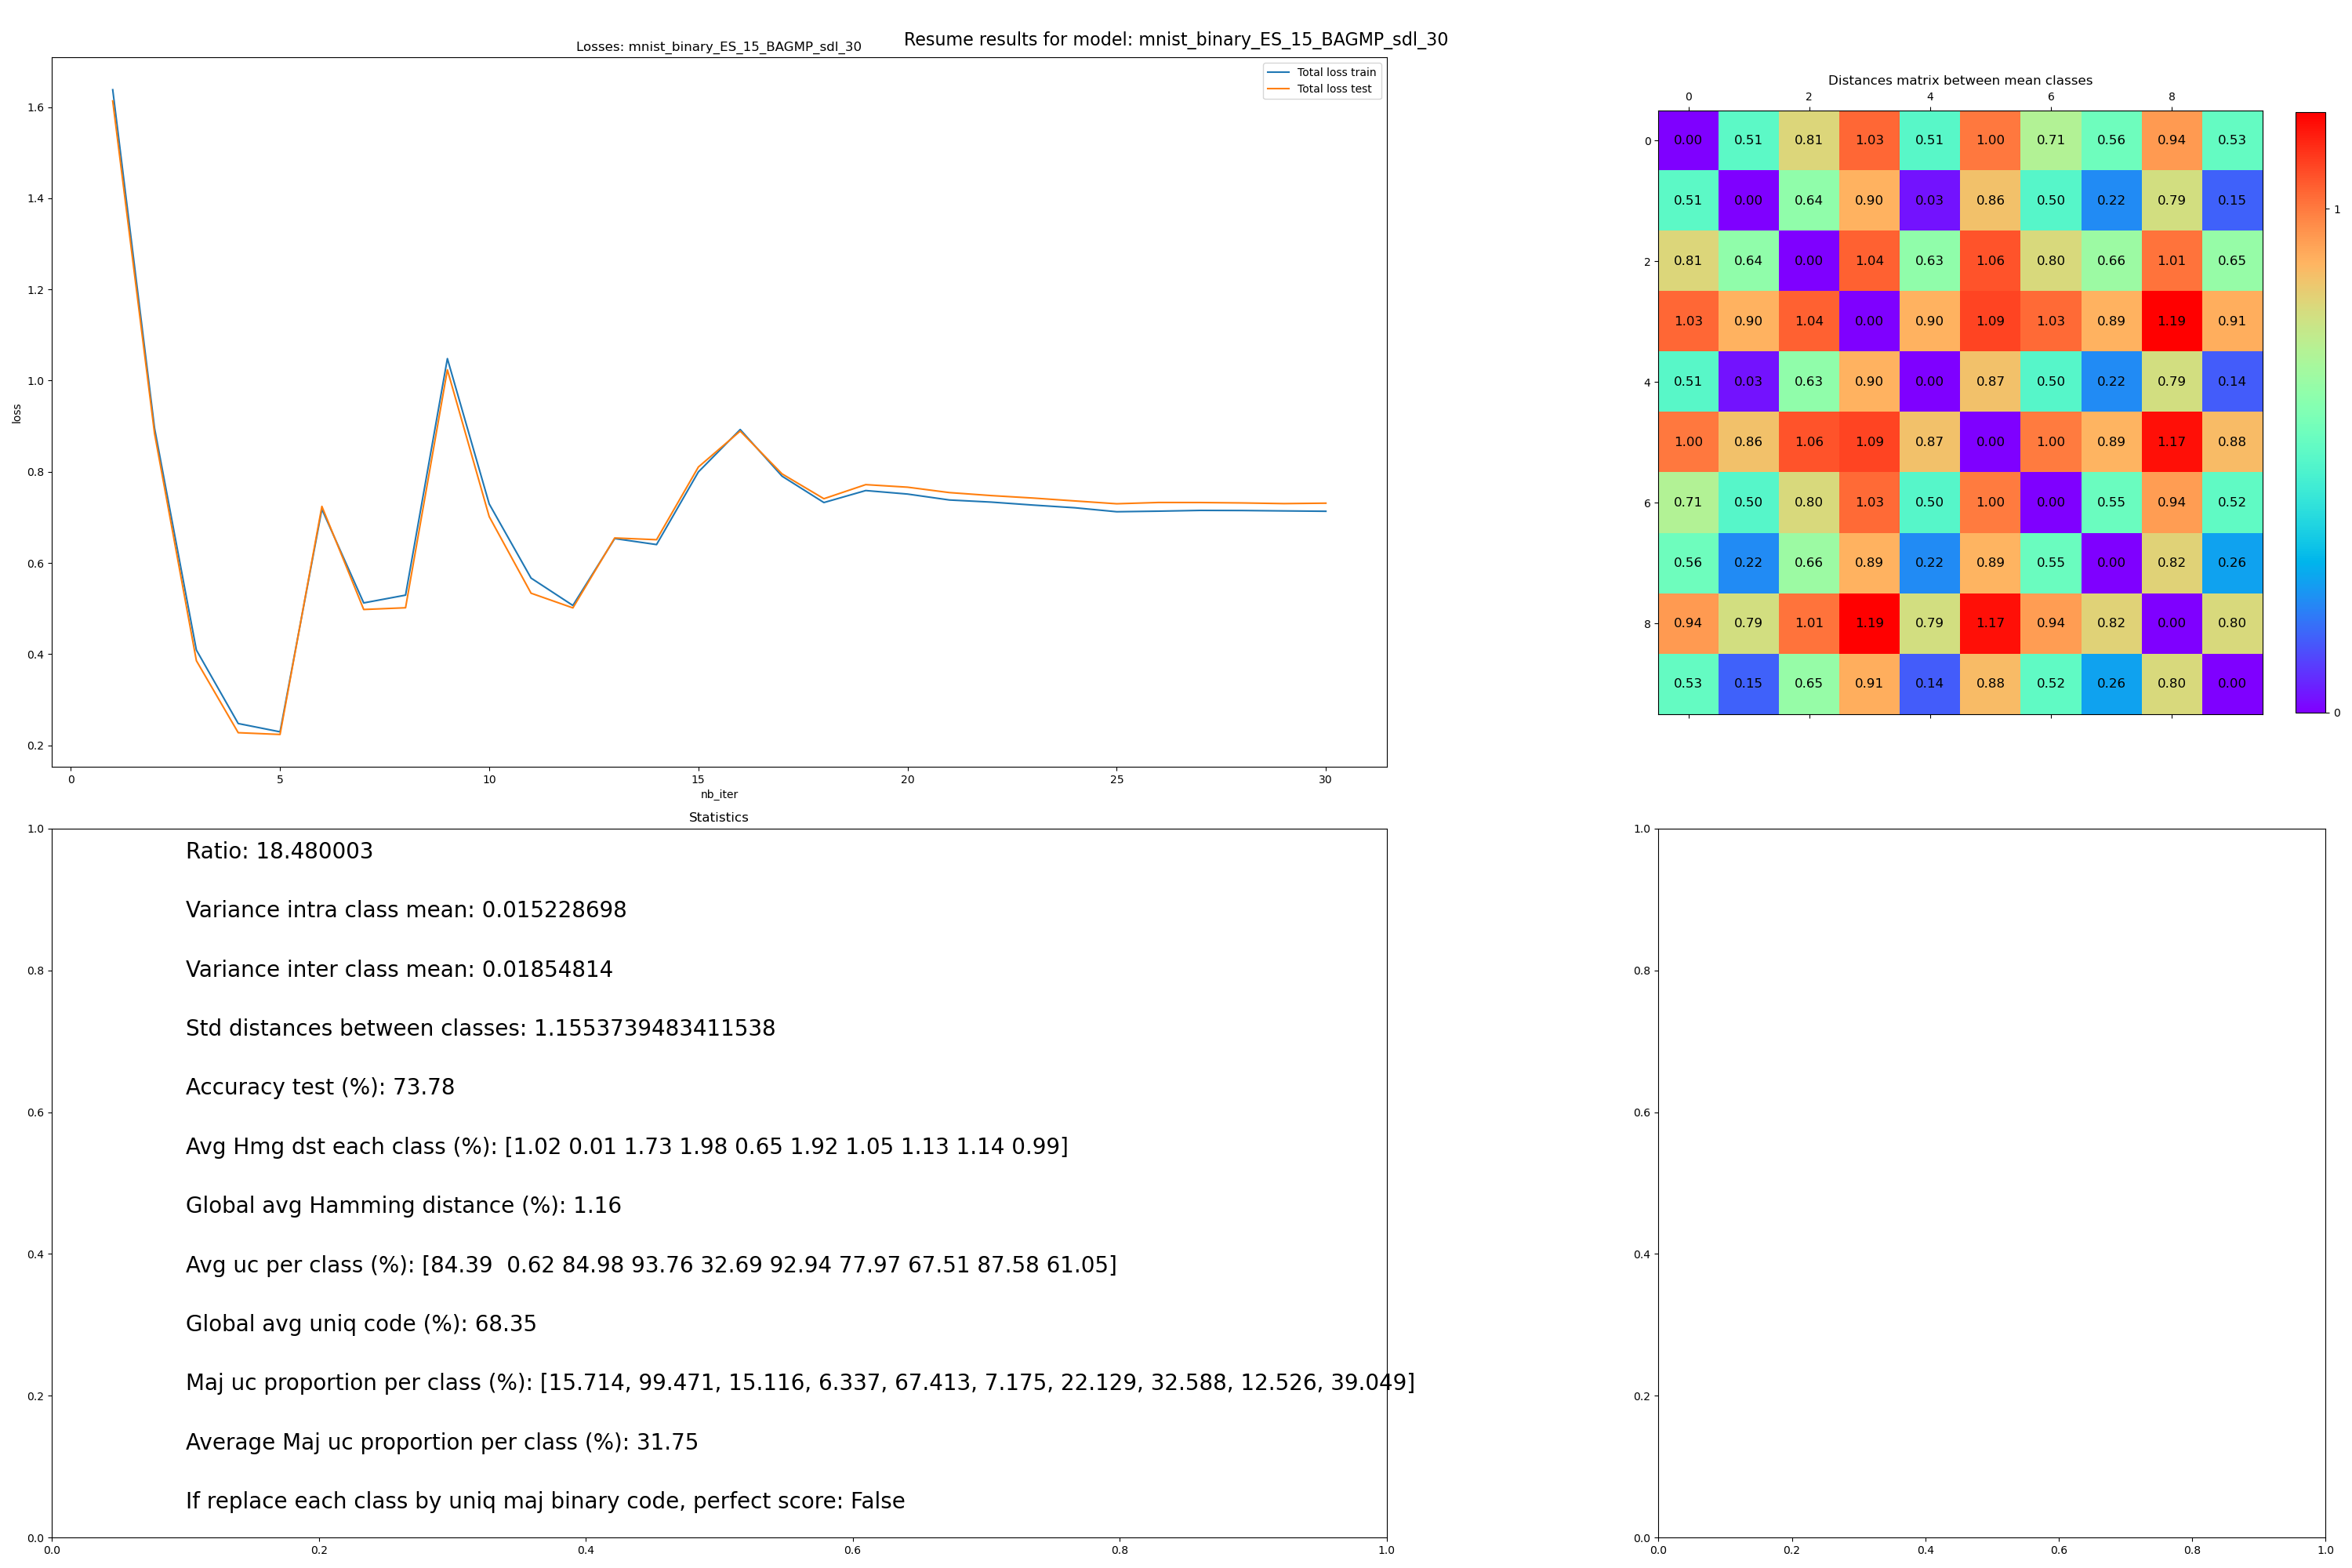 Resume results for model: mnist_binary_ES_15_BAGMP_sdl_30
Losses: mnist_binary_ES_15_BAGMP_sdl_30
Total loss train
Total loss test
1.6
1.4
1.2
1.0
0.8
0.6
0.4
0.2
loss
0 5 10 15 20 25 30
nb_iter
Distances matrix between mean classes
0 2 4 6 8
0 0.00 0.51 0.81 1.03 0.51 1.00 0.71 0.56 0.94 0.53
0.51 0.00 0.64 0.90 0.03 0.86 0.50 0.22 0.79 0.15
2 0.81 0.64 0.00 1.04 0.63 1.06 0.80 0.66 1.01 0.65
1.03 0.90 1.04 0.00 0.90 1.09 1.03 0.89 1.19 0.91
4 0.51 0.03 0.63 0.90 0.00 0.87 0.50 0.22 0.79 0.14
1.00 0.86 1.06 1.09 0.87 0.00 1.00 0.89 1.17 0.88
6 0.71 0.50 0.80 1.03 0.50 1.00 0.00 0.55 0.94 0.52
0.56 0.22 0.66 0.89 0.22 0.89 0.55 0.00 0.82 0.26
8 0.94 0.79 1.01 1.19 0.79 1.17 0.94 0.82 0.00 0.80
0.53 0.15 0.65 0.91 0.14 0.88 0.52 0.26 0.80 0.00
1
0
Statistics
1.0
0.8
0.6
0.4
0.2
0.0
Ratio: 18.480003
Variance intra class mean: 0.015228698
Variance inter class mean: 0.01854814
Std distances between classes: 1.1553739483411538
Accuracy test (%): 73.78
Avg Hmg dst each class (%): [1.02 0.01 1.73 1.98 0.65 1.92 1.05 1.13 1.14 0.99]
Global avg Hamming distance (%): 1.16
Avg uc per class (%): [84.39  0.62 84.98 93.76 32.69 92.94 77.97 67.51 87.58 61.05]
Global avg uniq code (%): 68.35
Maj uc proportion per class (%): [15.714, 99.471, 15.116, 6.337, 67.413, 7.175, 22.129, 32.588, 12.526, 39.049]
Average Maj uc proportion per class (%): 31.75
If replace each class by uniq maj binary code, perfect score: False
0.0 0.2 0.4 0.6 0.8 1.0
1.0
0.8
0.6
0.4
0.2
0.0
0.0 0.2 0.4 0.6 0.8 1.0